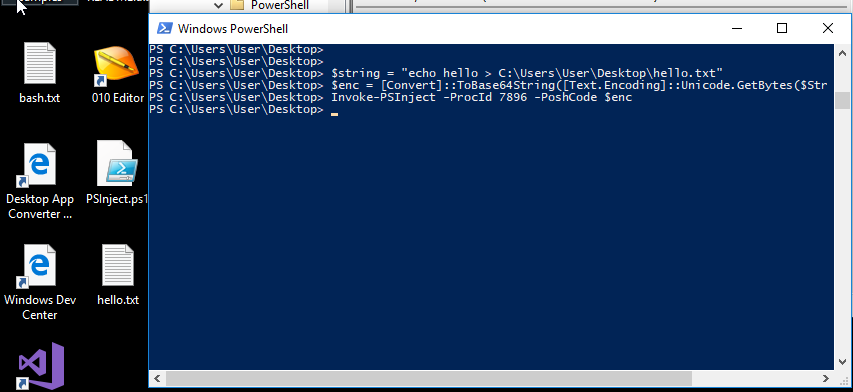 PowerShell
Windows PowerShell
PS C:\Users\User\Desktop>
PS C:\Users\User\Desktop>
PS C:\Users\User\Desktop> $string = "echo hello > C:\Users\User\Desktop\hello.txt"
PS C:\Users\User\Desktop> $enc = [Convert]::ToBase64String([Text.Encoding]::Unicode.GetBytes($Str
PS C:\Users\User\Desktop> Invoke-PSInject -ProcId 7896 -PoshCode $enc
PS C:\Users\User\Desktop> _
bash.txt
010 Editor
Desktop App
Converter ...
PSInject.ps1
Windows Dev
Center
hello.txt